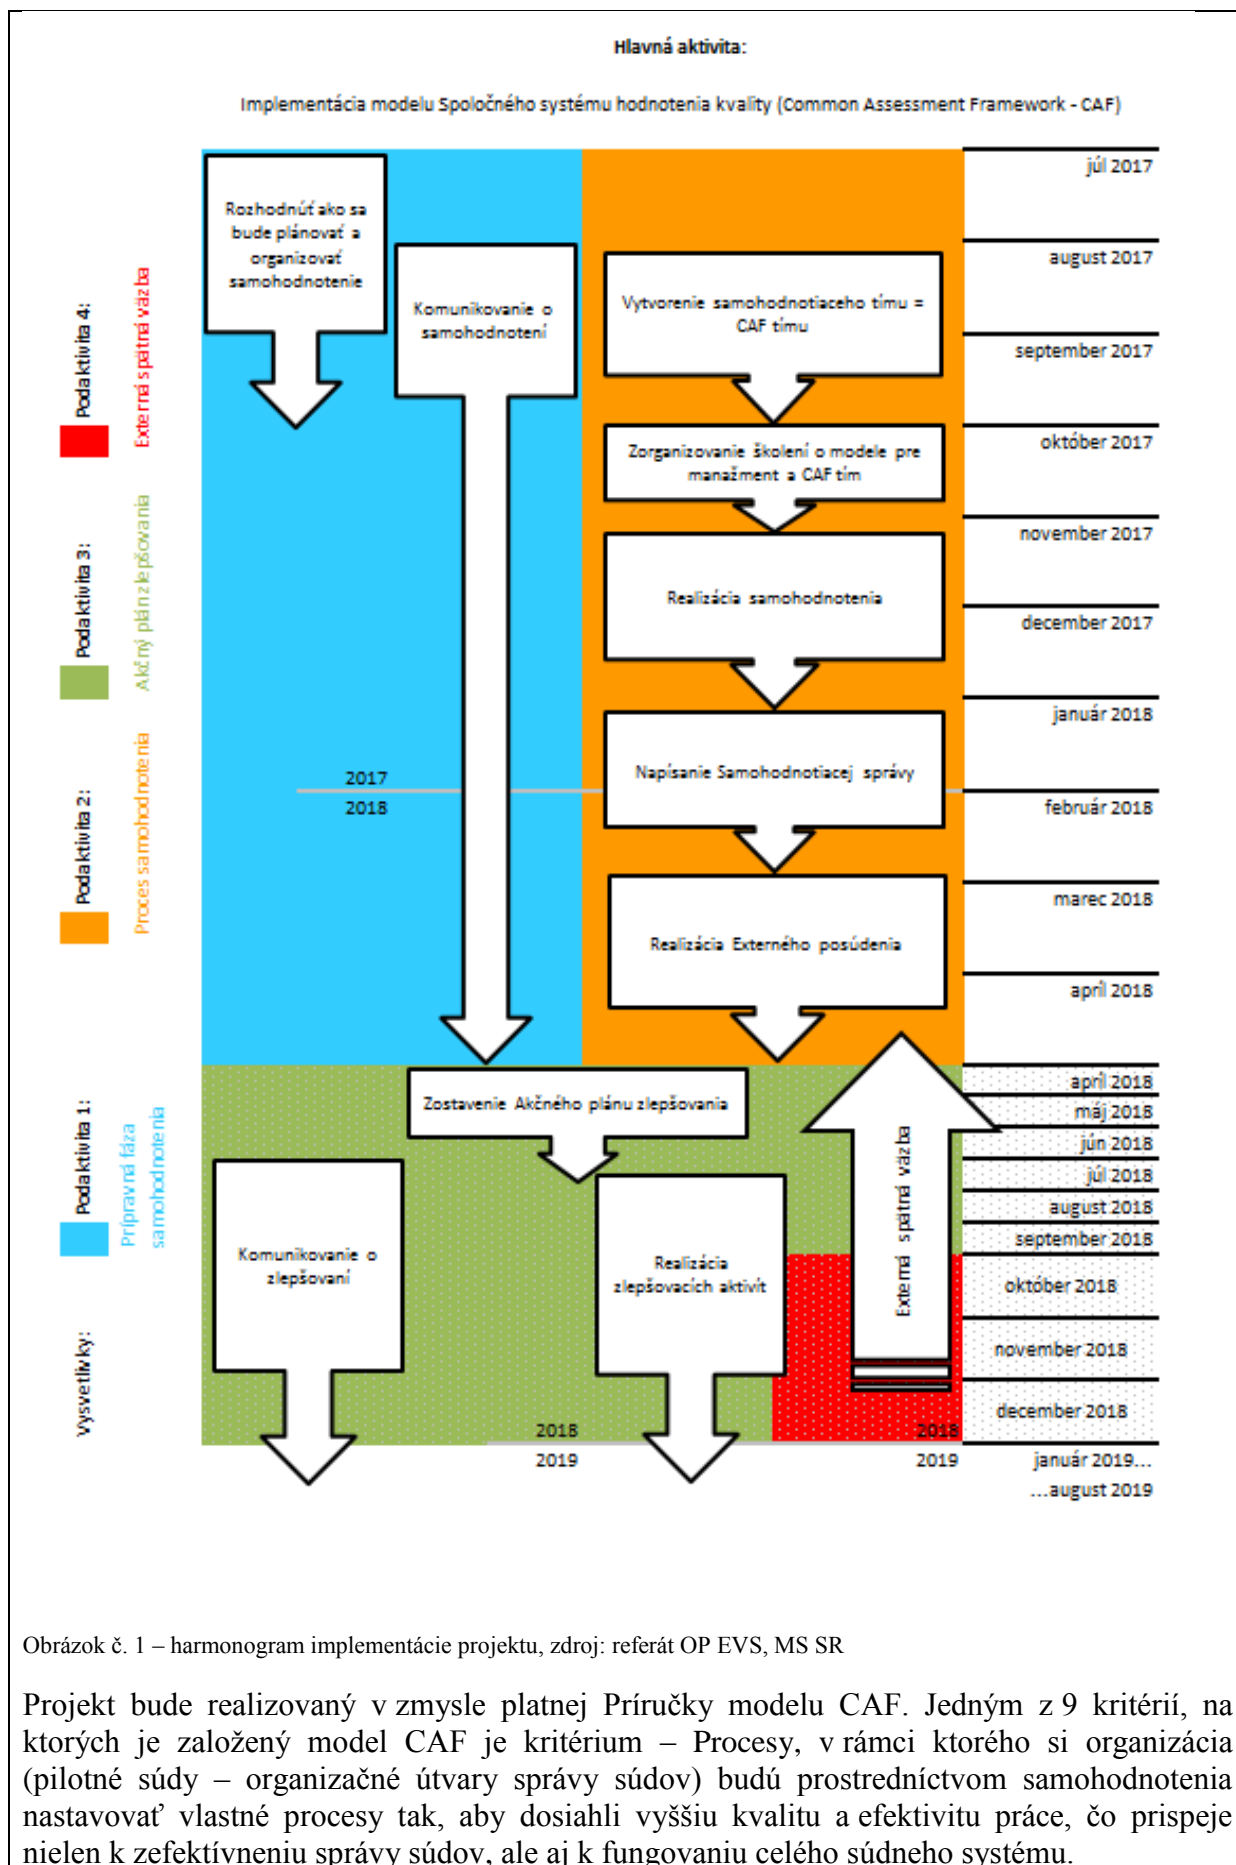 Hlavná aktivita:
Implementácia modelu Spoločného systému hodnotenia kvality (Common Assessment Framework - CAF)
júl 2017
august 2017
september 2017
október 2017
november 2017
december 2017
január 2018
február 2018
marec 2018
apríl 2018
apríl 2018
máj 2018
jún 2018
júl 2018
august 2018
september 2018
október 2018
november 2018
december 2018
január 2019...
...august 2019
Rozhodnúť ako sa
bude plánovať a
organizovať
samohodnotenie
Komunikovanie o
samohodnotení
Vytvorenie samohodnotiaceho tímu =
CAF tímu
Zorganizovanie školení o modele pre
manažment a CAF tím
Realizácia samohodnotenia
Napísanie Samohodnotiacej správy
2017
2018
Realizácia Externého posúdenia
Zostavenie Akčného plánu zlepšovania
Komunikovanie o
zlepšovaní
Realizácia
zlepšovacích aktivít
Externá spätná väzba
2018
2019
2018
2019
Vysvetlivky:
Podaktivita 1:
Prípravná fáza
samohodnotenia
Podaktivita 2:
Proces samohodnotenia
Podaktivita 3:
Akčný plán zlepšovania
Podaktivita 4:
Externá spätná väzba
Obrázok č. 1 – harmonogram implementácie projektu, zdroj: referát OP EVS, MS SR
Projekt bude realizovaný v zmysle platnej Príručky modelu CAF. Jedným z 9 kritérií, na
ktorých je založený model CAF je kritérium – Procesy, v rámci ktorého si organizácia
(pilotné súdy – organizačné útvary správy súdov) budú prostredníctvom samohodnotenia
nastavovať vlastné procesy tak, aby dosiahli vyššiu kvalitu a efektivitu práce, čo prispeje
nielen k zefektívneniu správy súdov, ale aj k fungovaniu celého súdneho systému.